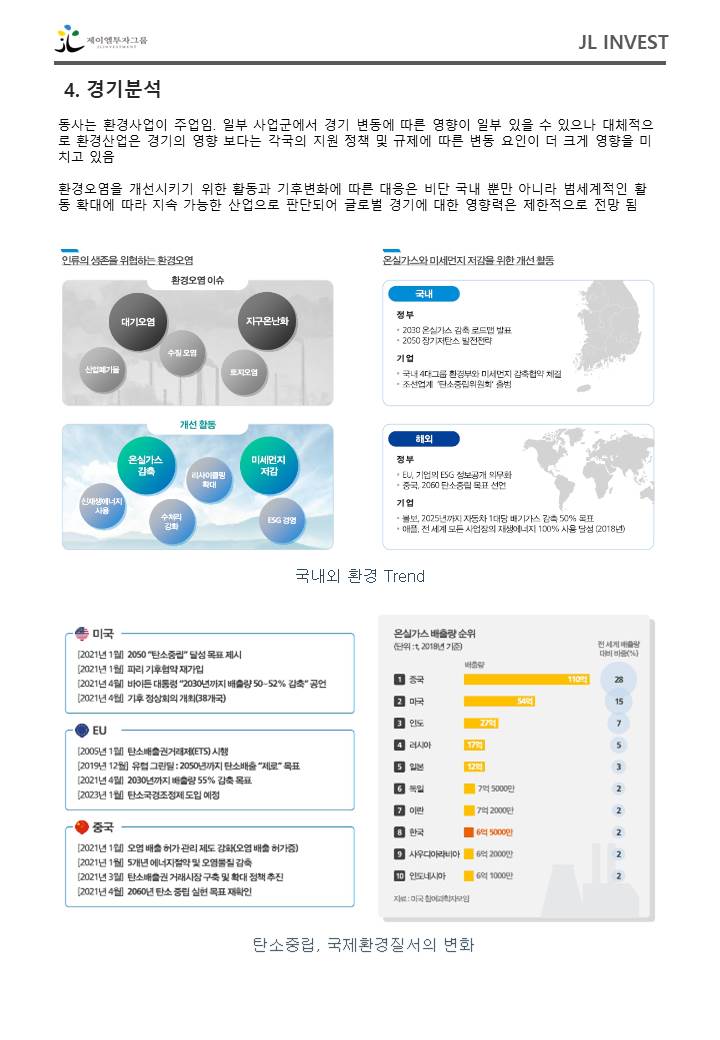 제이엘투자그룹
JL INVESTMENT
JL INVEST
4. 경기분석
동사는 환경사업이 주업임. 일부 사업군에서 경기 변동에 따른 영향이 일부 있을 수 있으나 대체적으
로 환경산업은 경기의 영향 보다는 각국의 지원 정책 및 규제에 따른 변동 요인이 더 크게 영향을 미
치고 있음
환경오염을 개선시키기 위한 활동과 기후변화에 따른 대응은 비단 국내 뿐만 아니라 범세계적인 활
동 확대에 따라 지속 가능한 산업으로 판단되어 글로벌 경기에 대한 영향력은 제한적으로 전망 됨
인류의 생존을 위협하는 환경오염
환경오염 이슈
대기오염
지구온난화
수질 오염
산업폐기물
토지오염
개선 활동
온실가스
감축
미세먼지
저감
리사이클링
확대
신재생에너지
사용
수처리
강화
ESG 경영
온실가스와 미세먼지 저감을 위한 개선 활동
국내
정부
• 2030 온실가스 감축 로드맵 발표
• 2050 장기저탄소 발전전략
기업
• 국내 4대그룹 환경부와 미세먼지 감축협약 체결
• 조선업계 '탄소중립위원회' 출범
해외
정부
• EU, 기업의 ESG 정보공개 의무화
• 중국, 2060 탄소중립 목표 선언
기업
• 볼보, 2025년까지 자동차 1대당 배기가스 감축 50% 목표
• 애플, 전 세계 모든 사업장의 재생에너지 100% 사용 달성 (2018년)
국내외 환경 Trend
미국
[2021년 1월] 2050 "탄소중립" 달성 목표 제시
[2021년 1월] 파리 기후협약 재가입
[2021년 4월] 바이든 대통령 "2030년까지 배출량 50~52% 감축" 공언
[2021년 4월] 기후 정상회의 개최(38개국)
EU
[2005년 1월] 탄소배출권거래제(ETS) 시행
[2019년 12월] 유럽 그린딜 : 2050년까지 탄소배출 "제로" 목표
[2021년 4월] 2030년까지 배출량 55% 감축 목표
[2023년 1월] 탄소국경조정제 도입 예정
중국
[2021년 1월] 오염 배출 허가 관리 제도 강화(오염 배출 허가증)
[2021년 1월] 5개년 에너지절약 및 오염물질 감축
[2021년 3월] 탄소배출권 거래시장 구축 및 확대 정책 추진
[2021년 4월] 2060년 탄소 중립 실현 목표 재확인
온실가스 배출량 순위
(단위 : t, 2018년 기준)
전 세계 배출량
대비 비중(%)
배출량
1 중국 110억 28
2 미국 54억 15
3 인도 27억 7
4 러시아 17억 5
5 일본 12억 3
6 독일 7억 5000만 2
7 이란 7억 2000만 2
8 한국 6억 5000만 2
9 사우디아라비아 6억 2000만 2
10 인도네시아 6억 1000만 2
자료 : 미국 참여과학자모임
탄소중립, 국제환경질서의 변화